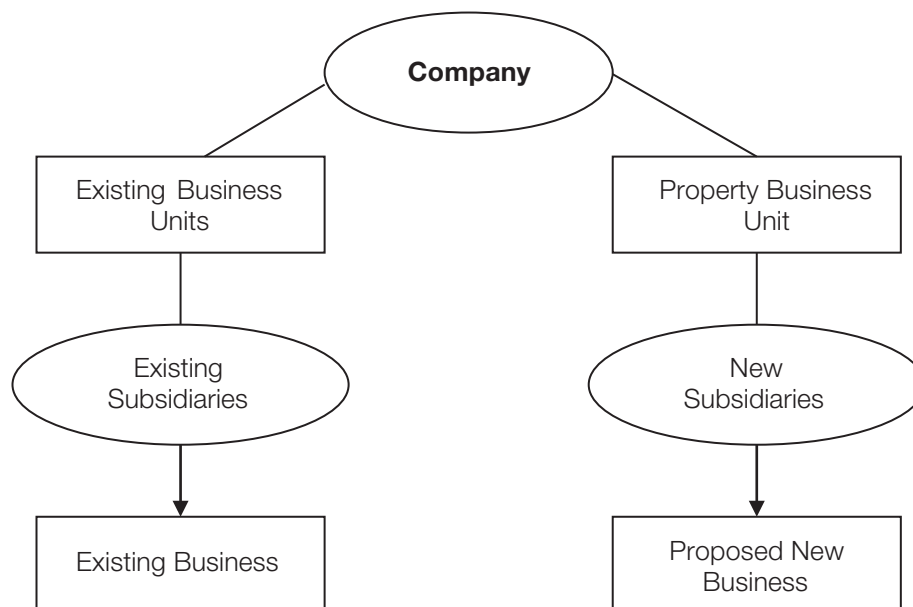 Company
Existing Business
Units
Property Business
Unit
Existing
Subsidiaries
New
Subsidiaries
Existing Business
Proposed New
Business